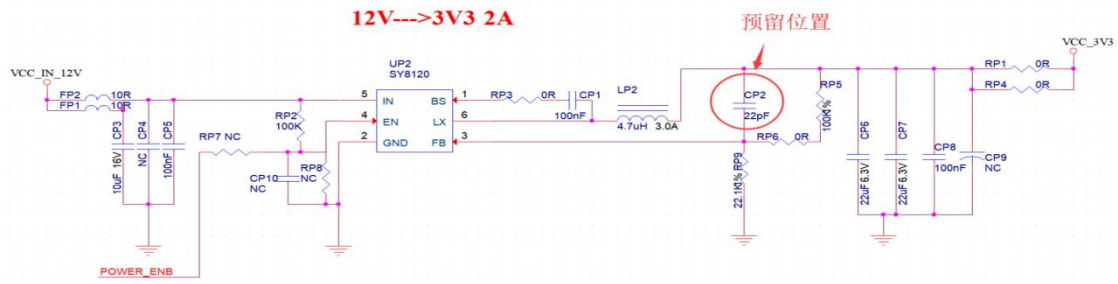 12V--->3V3 2A
预留位置
VCC_IN_12V
VCC_3V3
FP2 10R
FP1 10R
CP3
10uF 16V
CP4
NC
CP5
100nF
RP7 NC
RP2
100K
CP10
NC
RP8
NC
POWER_ENB
UP2
SY8120
5 IN BS 1
4 EN LX 6
2 GND FB 3
RP3 0R
CP1
100nF
LP2
4.7uH 3.0A
CP2
22pF
RP5
100K1%
RP6 0R
RP9
22.1K1%
CP6
22uF 6.3V
CP7
22uF 6.3V
CP8
100nF
CP9
NC
RP1 0R
RP4 0R